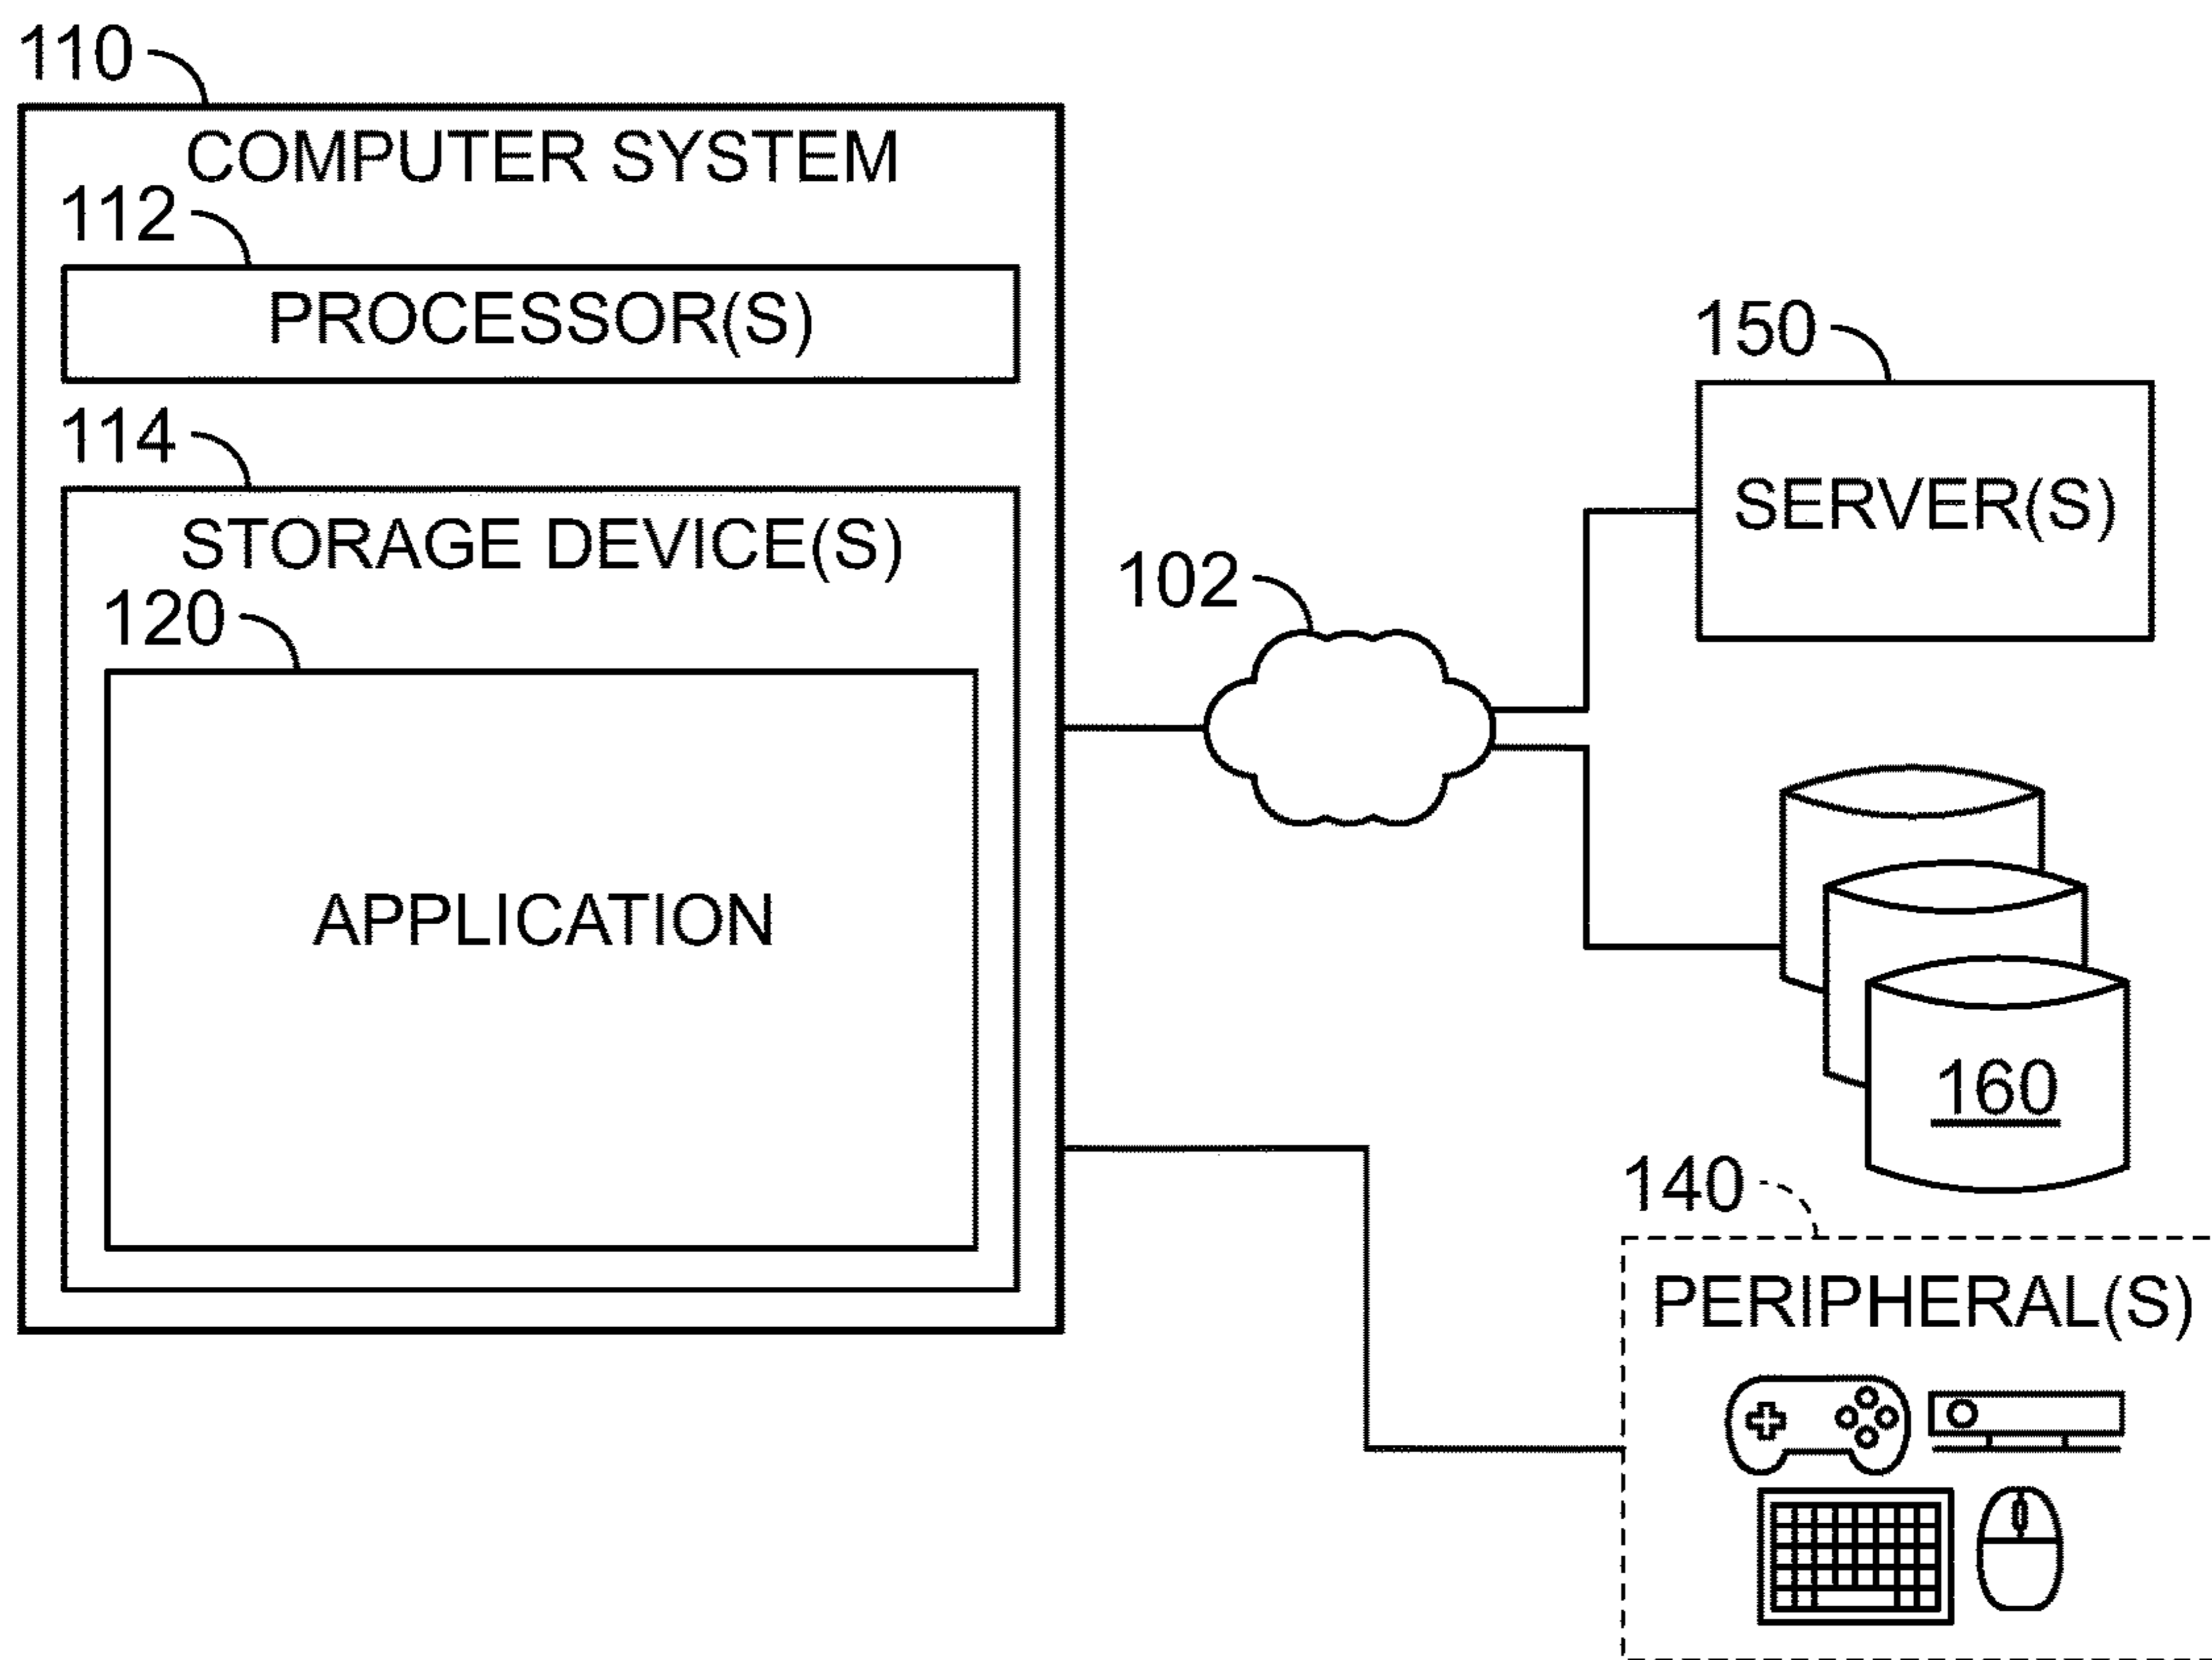 110
COMPUTER SYSTEM
112
PROCESSOR(S)
114
STORAGE DEVICE(S)
120
APPLICATION
102
150
SERVER(S)
160
140
PERIPHERAL(S)